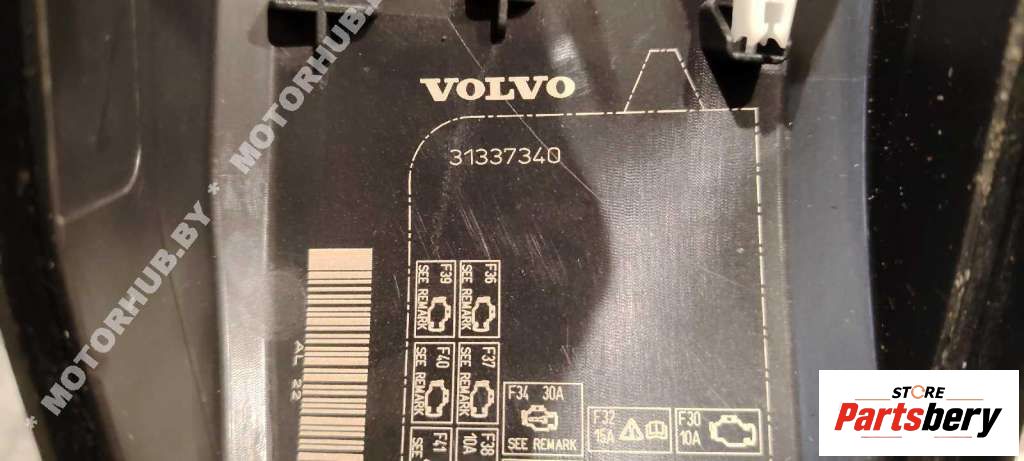 VOLVO
31337340
F39
SEE REMARK
F36
SEE REMARK
F40
SEE REMARK
F37
SEE REMARK
F41
F38
10A
F34 30A
SEE REMARK
F32
15A
F30
10A
AL 22
* MOTORHUB.BY * MOTORHUB.BY
STORE
Partsbery